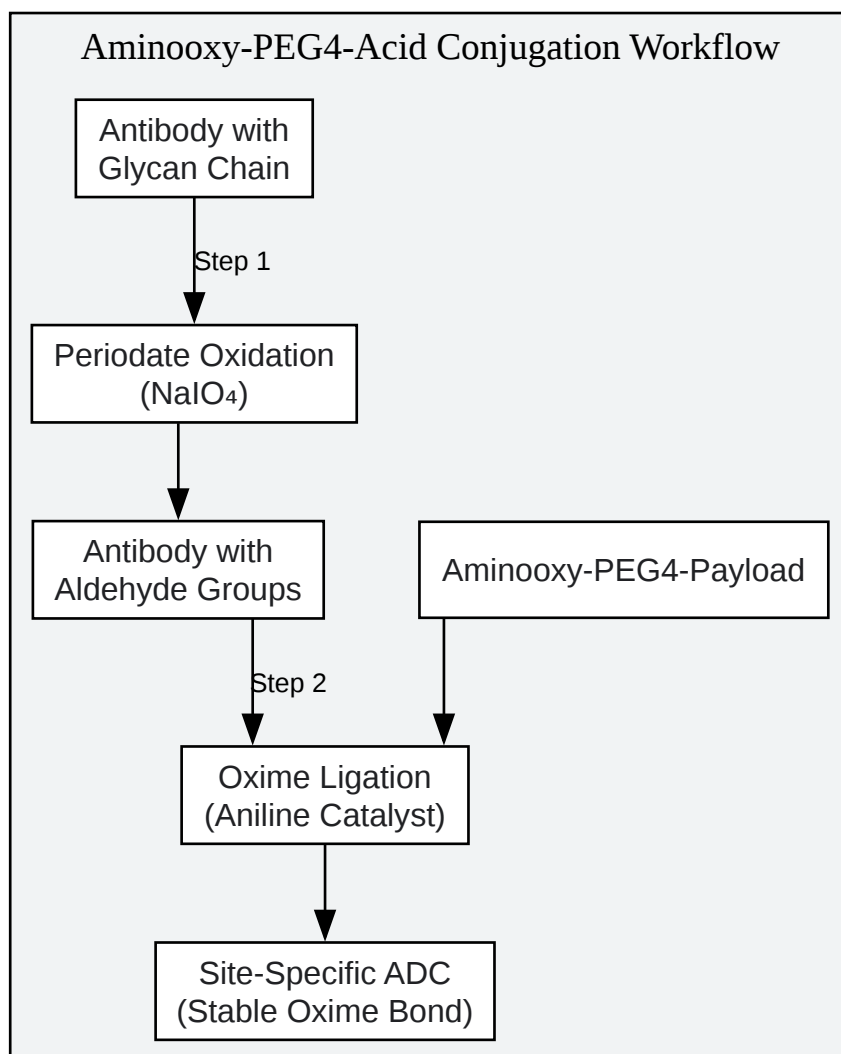 Aminooxy-PEG4-Acid Conjugation Workflow
Antibody with
Glycan Chain
Step 1
Periodate Oxidation
(NaIO₄)
Antibody with
Aldehyde Groups
Aminooxy-PEG4-Payload
Step 2
Oxime Ligation
(Aniline Catalyst)
Site-Specific ADC
(Stable Oxime Bond)